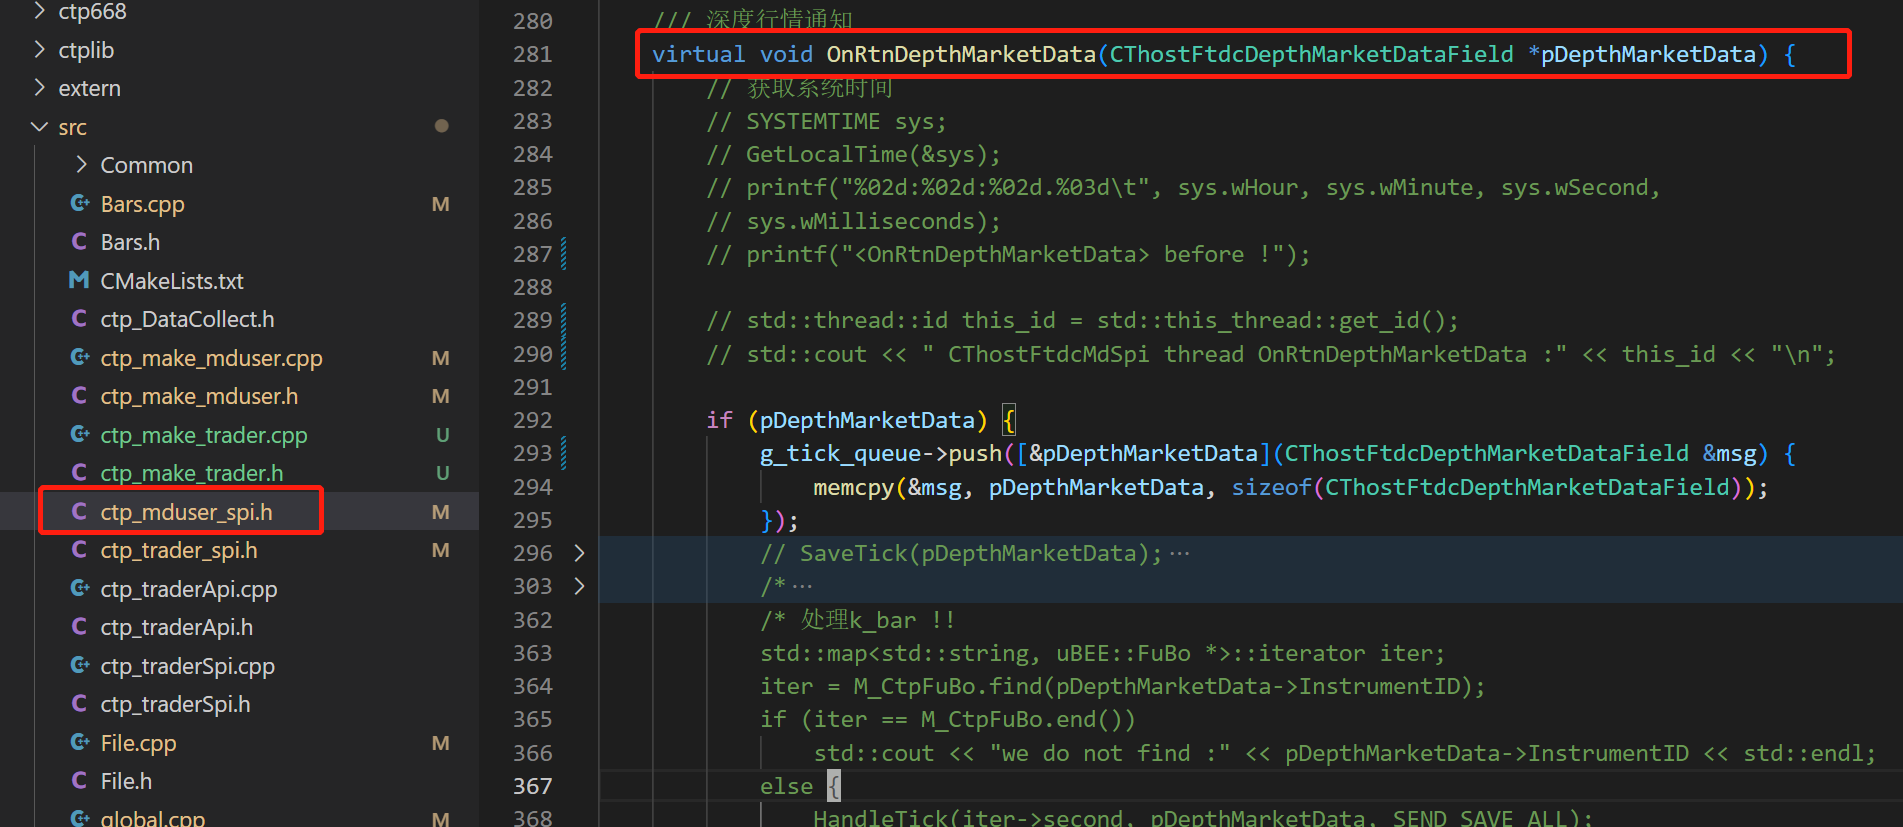 ctp668
ctplib
extern
src
Common
Bars.cpp M
Bars.h
CMakeLists.txt
ctp_DataCollect.h
ctp_make_mduser.cpp M
ctp_make_mduser.h M
ctp_make_trader.cpp U
ctp_make_trader.h U
ctp_mduser_spi.h M
ctp_trader_spi.h M
ctp_traderApi.cpp
ctp_traderApi.h
ctp_traderSpi.cpp
ctp_traderSpi.h
File.cpp M
File.h
global.cpp M
280 /// 深度行情通知
281 virtual void OnRtnDepthMarketData(CThostFtdcDepthMarketDataField *pDepthMarketData) {
282 // 获取系统时间
283 // SYSTEMTIME sys;
284 // GetLocalTime(&sys);
285 // printf("%02d:%02d:%02d.%03d\t", sys.wHour, sys.wMinute, sys.wSecond,
286 // sys.wMilliseconds);
287 // printf("<OnRtnDepthMarketData> before !");
288
289 // std::thread::id this_id = std::this_thread::get_id();
290 // std::cout << " CThostFtdcMdSpi thread OnRtnDepthMarketData :" << this_id << "\n";
291
292 if (pDepthMarketData) {
293 g_tick_queue->push([&pDepthMarketData](CThostFtdcDepthMarketDataField &msg) {
294 memcpy(&msg, pDepthMarketData, sizeof(CThostFtdcDepthMarketDataField));
295 });
296 // SaveTick(pDepthMarketData);···
303 /*···
362 /* 处理k_bar !!
363 std::map<std::string, uBEE::FuBo *>::iterator iter;
364 iter = M_CtpFuBo.find(pDepthMarketData->InstrumentID);
365 if (iter == M_CtpFuBo.end())
366 std::cout << "we do not find :" << pDepthMarketData->InstrumentID << std::endl;
367 else {
368 HandleTick(iter->second, pDepthMarketData, SEND_SAVE_ALL);